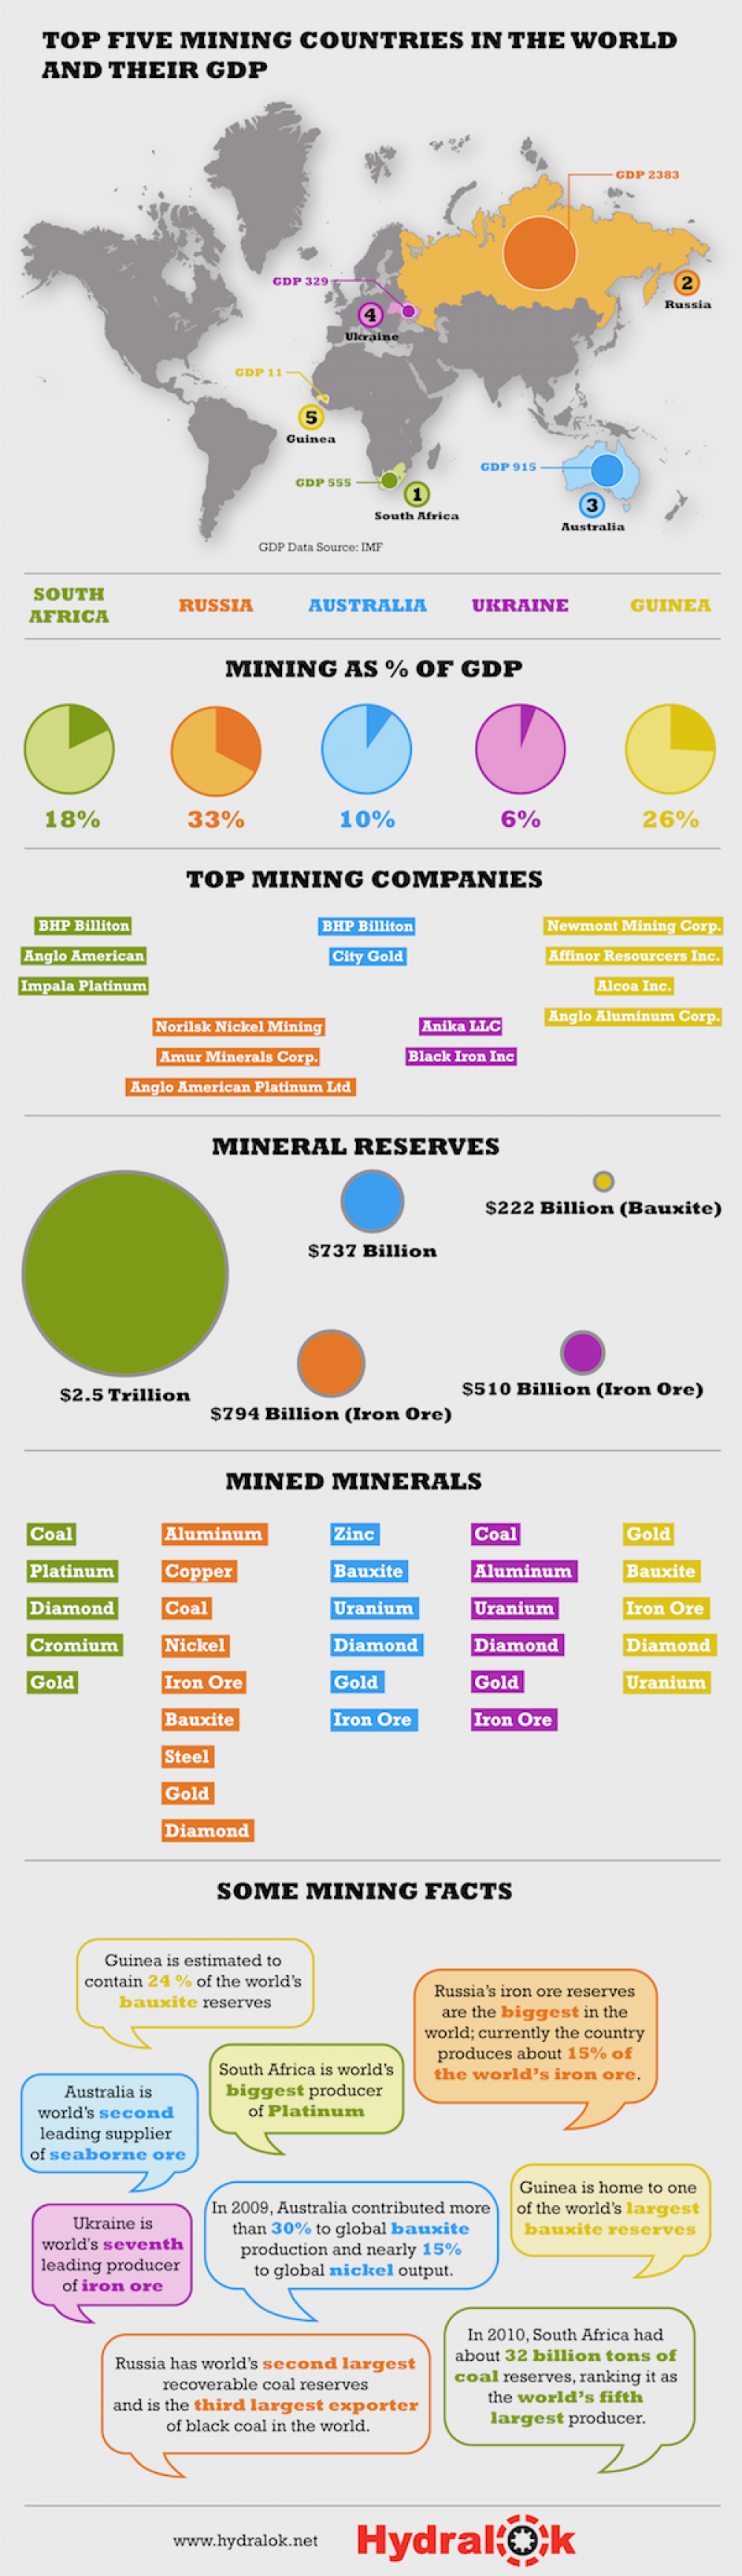 TOP FIVE MINING COUNTRIES IN THE WORLD
AND THEIR GDP
GDP 2383
2
Russia
GDP 329
4
Ukraine
GDP 11
5
Guinea
GDP 555
1
South Africa
GDP 915
3
Australia
GDP Data Source: IMF
SOUTH
AFRICA
RUSSIA
AUSTRALIA
UKRAINE
GUINEA
MINING AS % OF GDP
18%
33%
10%
6%
26%
TOP MINING COMPANIES
BHP Billiton
Anglo American
Impala Platinum
Norilsk Nickel Mining
Amur Minerals Corp.
Anglo American Platinum Ltd
BHP Billiton
City Gold
Anika LLC
Black Iron Inc
Newmont Mining Corp.
Affinor Resourcers Inc.
Alcoa Inc.
Anglo Aluminum Corp.
MINERAL RESERVES
$2.5 Trillion
$794 Billion (Iron Ore)
$737 Billion
$510 Billion (Iron Ore)
$222 Billion (Bauxite)
MINED MINERALS
Coal
Platinum
Diamond
Cromium
Gold
Aluminum
Copper
Coal
Nickel
Iron Ore
Bauxite
Steel
Gold
Diamond
Zinc
Bauxite
Uranium
Diamond
Gold
Iron Ore
Coal
Aluminum
Uranium
Diamond
Gold
Iron Ore
Gold
Bauxite
Iron Ore
Diamond
Uranium
SOME MINING FACTS
Guinea is estimated to
contain 24 % of the world's
bauxite reserves
Russia's iron ore reserves
are the biggest in the
world; currently the country
produces about 15% of
the world's iron ore.
South Africa is world's
biggest producer
of Platinum
Australia is
world's second
leading supplier
of seaborne ore
Guinea is home to one
of the world's largest
bauxite reserves
In 2009, Australia contributed more
than 30% to global bauxite
production and nearly 15%
to global nickel output.
Ukraine is
world's seventh
leading producer
of iron ore
In 2010, South Africa had
about 32 billion tons of
coal reserves, ranking it as
the world's fifth
largest producer.
Russia has world's second largest
recoverable coal reserves
and is the third largest exporter
of black coal in the world.
www.hydralok.net
Hydralok